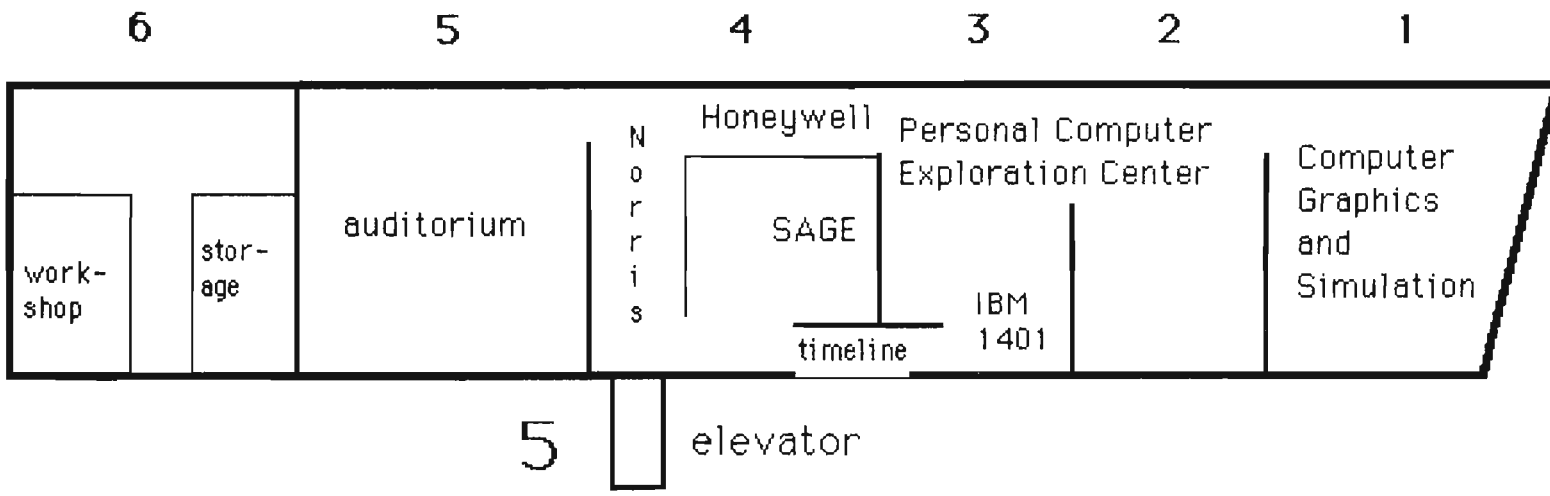 6 5 4 3 2 1
Norris
Honeywell
Personal Computer
Exploration Center
Computer
Graphics
and
Simulation
auditorium
SAGE
work-
shop
stor-
age
IBM
1401
timeline
5
elevator